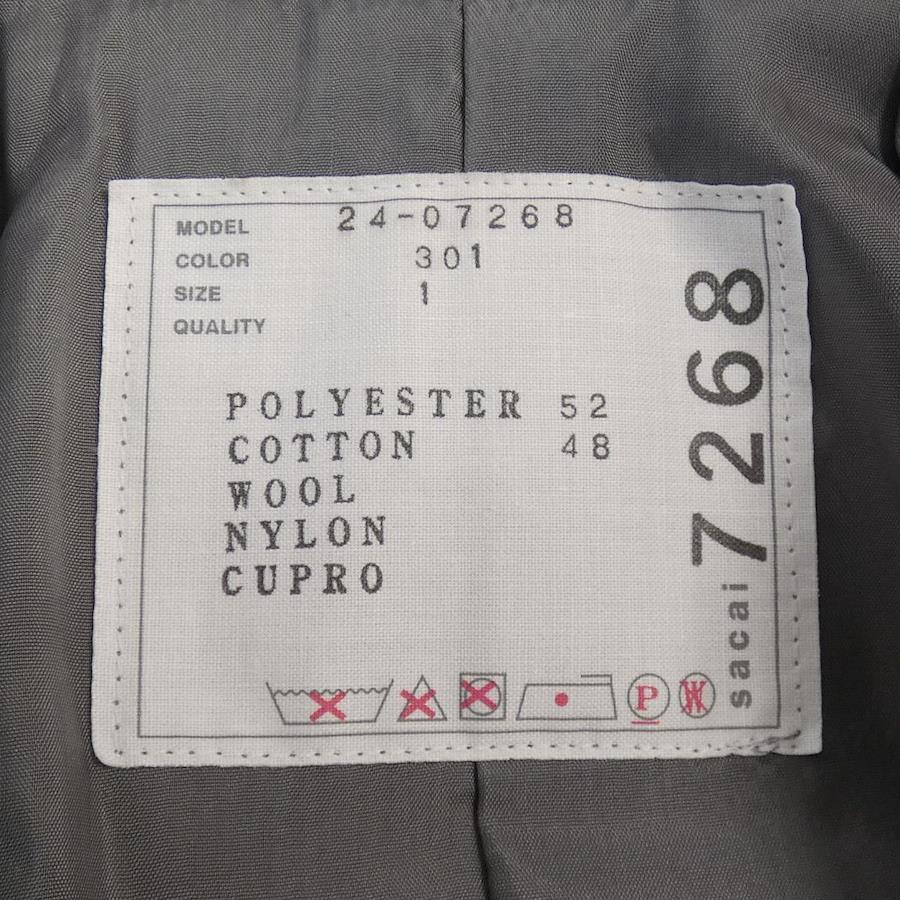 MODEL 24-07268
COLOR 301
SIZE 1
QUALITY
POLYESTER 52
COTTON 48
WOOL
NYLON
CUPRO
P W
sacai 7268